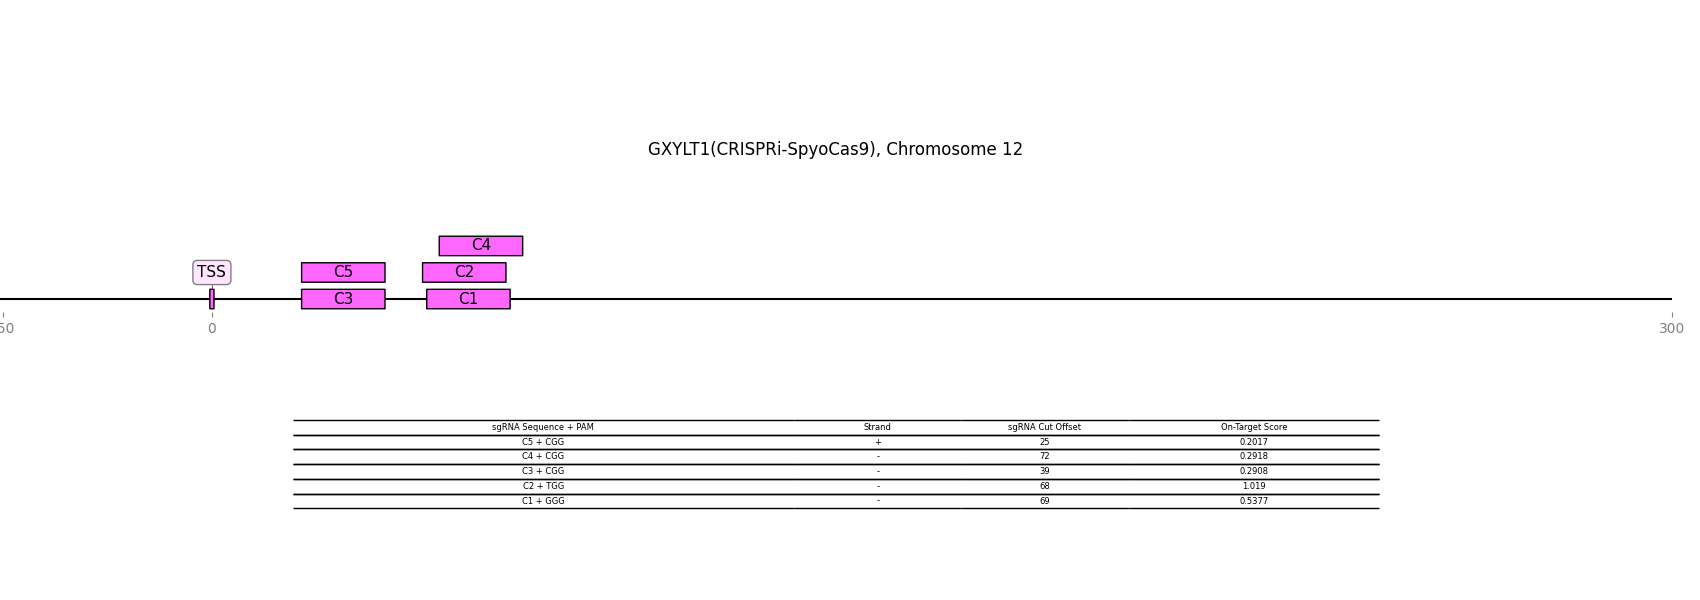 GXYLT1(CRISPRi-SpyoCas9), Chromosome 12
C4
TSS C5 C2
C3 C1
50 0 300
sgRNA Sequence + PAM Strand sgRNA Cut Offset On-Target Score
C5 + CGG + 25 0.2017
C4 + CGG - 72 0.2918
C3 + CGG - 39 0.2908
C2 + TGG - 68 1.019
C1 + GGG - 69 0.5377